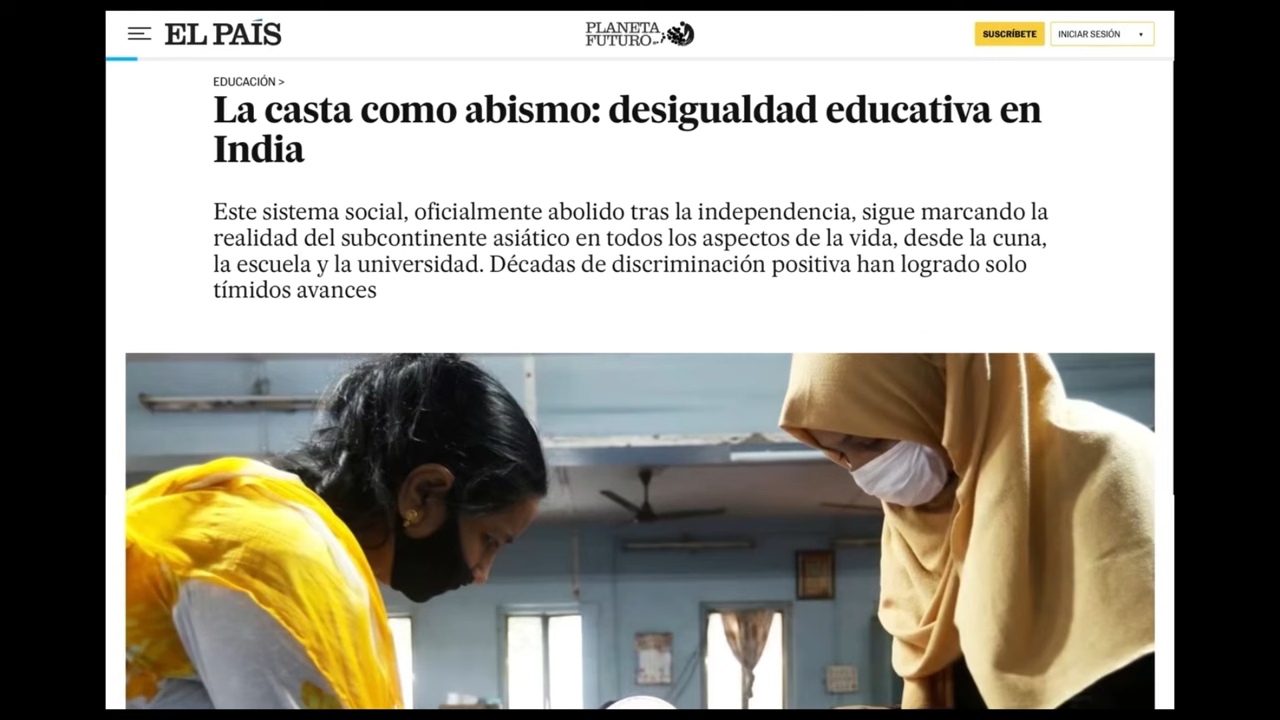 EL PAÍS
PLANETA
FUTURO
SUSCRÍBETE
INICIAR SESIÓN
EDUCACIÓN >
La casta como abismo: desigualdad educativa en
India
Este sistema social, oficialmente abolido tras la independencia, sigue marcando la
realidad del subcontinente asiático en todos los aspectos de la vida, desde la cuna,
la escuela y la universidad. Décadas de discriminación positiva han logrado solo
tímidos avances